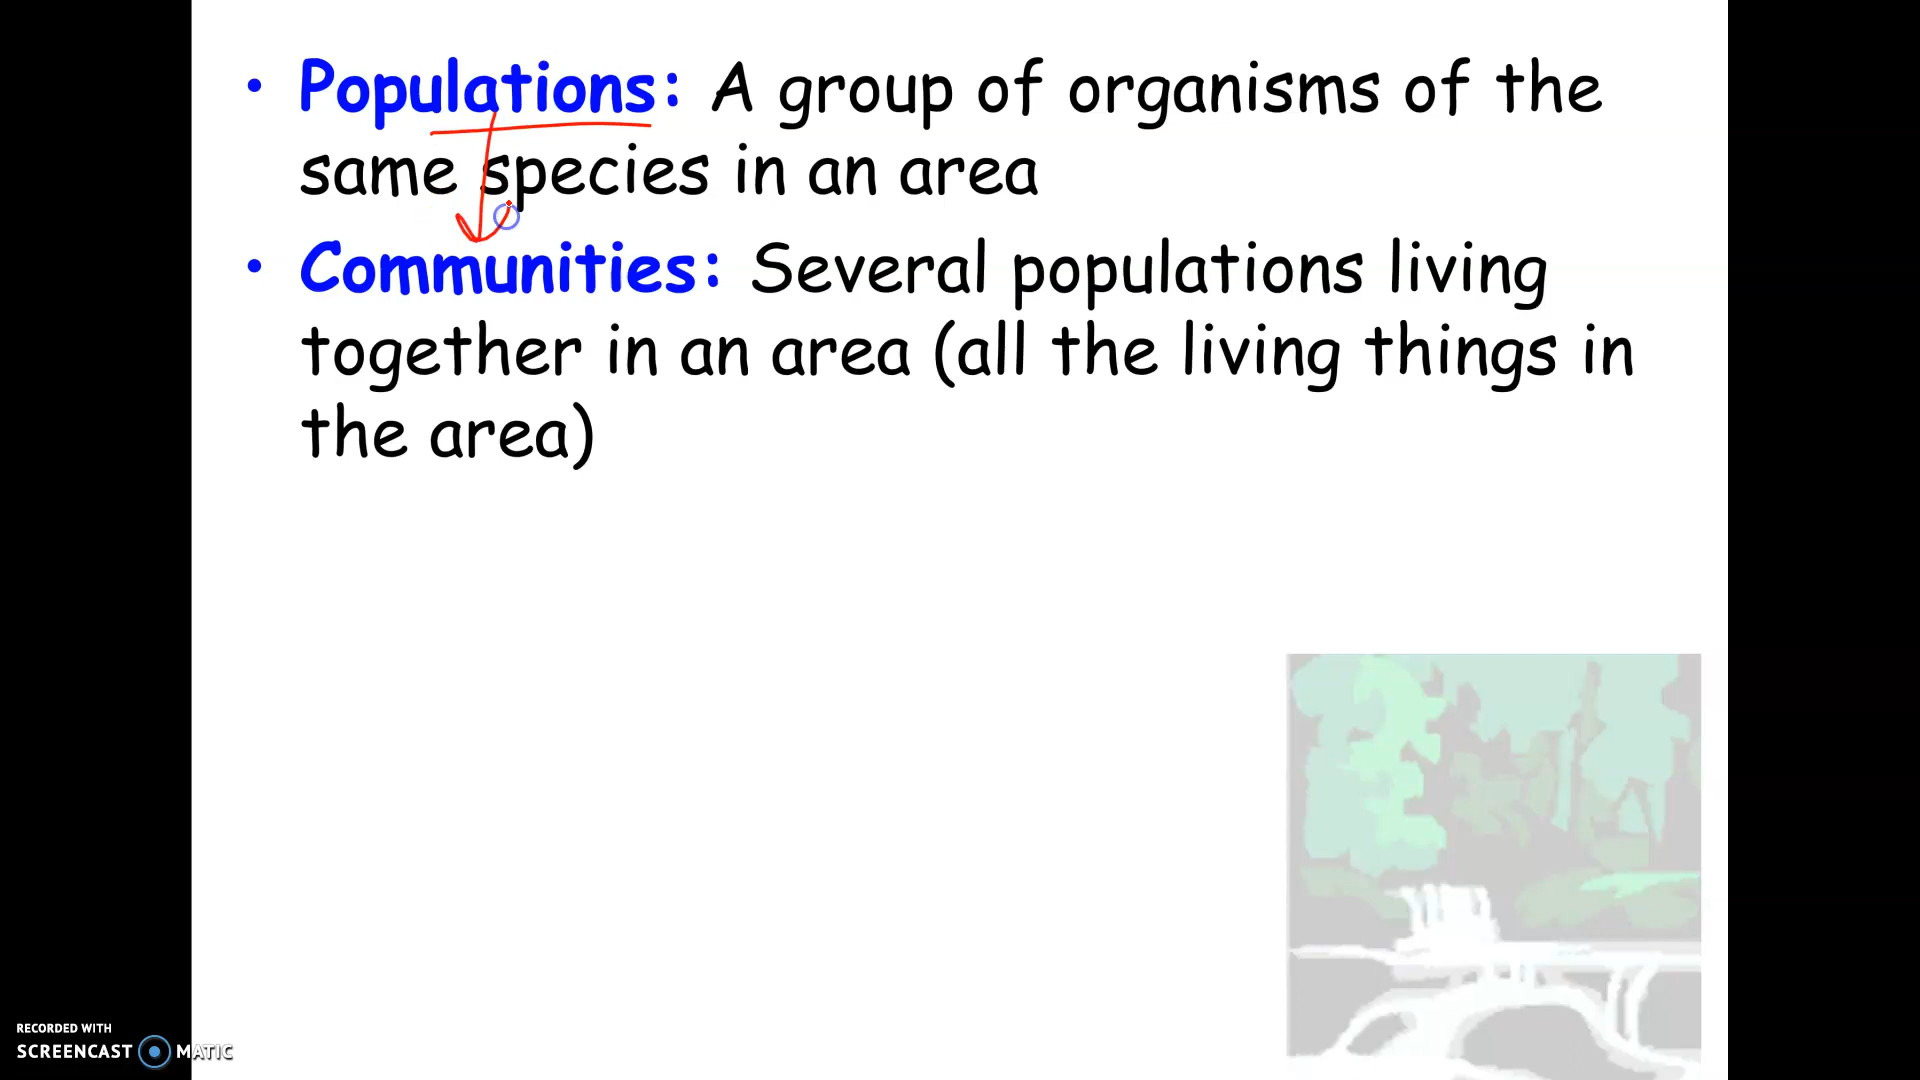 • Populations: A group of organisms of the
same species in an area
• Communities: Several populations living
together in an area (all the living things in
the area)
RECORDED WITH
SCREENCAST MATIC